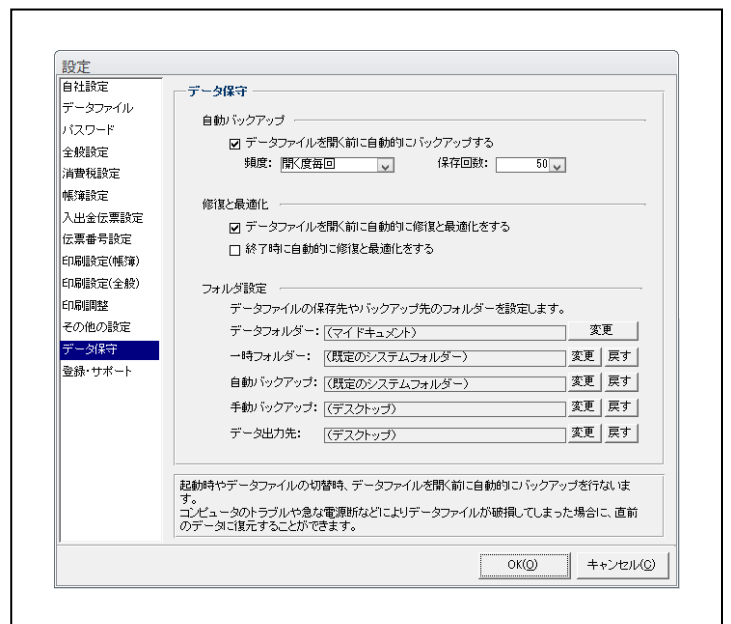 設定
自社設定
データファイル
パスワード
全般設定
消費税設定
帳簿設定
入出金伝票設定
伝票番号設定
印刷設定(帳簿)
印刷設定(全般)
印刷調整
その他の設定
データ保守
登録・サポート
データ保守
自動バックアップ
データファイルを開く前に自動的にバックアップする
頻度: 開く度毎回 保存回数: 50
修復と最適化
データファイルを開く前に自動的に修復と最適化をする
終了時に自動的に修復と最適化をする
フォルダ設定
データファイルの保存先やバックアップ先のフォルダーを設定します。
データフォルダー: (マイドキュメント) 変更
一時フォルダー: (既定のシステムフォルダー) 変更 戻す
自動バックアップ: (既定のシステムフォルダー) 変更 戻す
手動バックアップ: (デスクトップ) 変更 戻す
データ出力先: (デスクトップ) 変更 戻す
起動時やデータファイルの切替時、データファイルを開く前に自動的にバックアップを行ないま
す。
コンピュータのトラブルや急な電源断などによりデータファイルが破損してしまった場合に、直前
のデータに復元することができます。
OK(O) キャンセル(C)